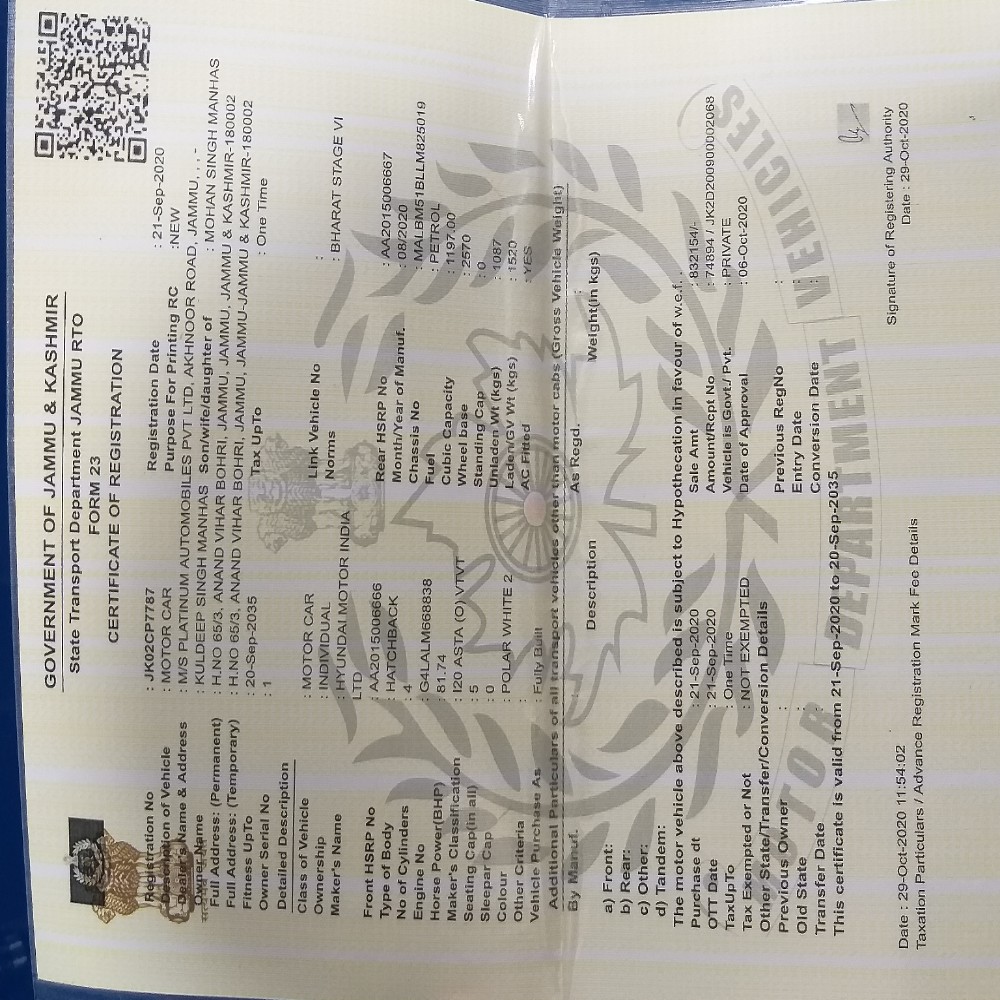 GOVERNMENT OF JAMMU & KASHMIR
State Transport Department JAMMU RTO
FORM 23
CERTIFICATE OF REGISTRATION
Registration No : JK02CP7787 Registration Date : 21-Sep-2020
Description of Vehicle : MOTOR CAR Purpose For Printing RC :NEW
Dealer's Name & Address : M/S PLATINUM AUTOMOBILES PVT LTD, AKHNOOR ROAD, JAMMU, , , -
Owner Name : KULDEEP SINGH MANHAS Son/wife/daughter of : MOHAN SINGH MANHAS
Full Address: (Permanent) : H.NO 65/3, ANAND VIHAR BOHRI, JAMMU, JAMMU, JAMMU & KASHMIR-180002
Full Address: (Temporary) : H.NO 65/3, ANAND VIHAR BOHRI, JAMMU, JAMMU-JAMMU & KASHMIR-180002
Fitness UpTo : 20-Sep-2035 Tax UpTo : One Time
Owner Serial No : 1
Detailed Description
Class of Vehicle : MOTOR CAR Link Vehicle No :
Ownership : INDIVIDUAL Norms : BHARAT STAGE VI
Maker's Name : HYUNDAI MOTOR INDIA
LTD
Front HSRP No : AA2015006666 Rear HSRP No : AA2015006667
Type of Body : HATCHBACK Month/Year of Manuf. : 08/2020
No of Cylinders : 4 Chassis No : MALBM51BLLM825019
Engine No : G4LALM668838 Fuel : PETROL
Horse Power(BHP) : 81.74 Cubic Capacity : 1197.00
Maker's Classification : I20 ASTA (O) VTVT Wheel base : 2570
Seating Cap(in all) : 5 Standing Cap : 0
Sleepar Cap : 0 Unladen Wt (kgs) : 1087
Colour : POLAR WHITE 2 Laden/GV Wt (kgs) : 1520
Other Criteria : AC Fitted : YES
Vehicle Purchase As : Fully Built
Additional Particulars of all transport vehicles other than motor cabs (Gross Vehicle Weight)
By Manuf. As Regd.
Description Weight(In kgs)
a) Front:
b) Rear:
c) Other:
d) Tandem:
The motor vehicle above described is subject to Hypothecation in favour of w.e.f. .
Purchase dt : 21-Sep-2020 Sale Amt : 832154/-
OTT Date : 21-Sep-2020 Amount/Rcpt No : 74894 / JK2D200900002068
TaxUpTo : One Time Vehicle is Govt./ Pvt. : PRIVATE
Tax Exempted or Not : NOT EXEMPTED Date of Approval : 06-Oct-2020
Other State/Transfer/Conversion Details
Previous Owner : Previous RegNo :
Old State : Entry Date :
Transfer Date : Conversion Date :
This certificate is valid from 21-Sep-2020 to 20-Sep-2035
MOTOR VEHICLES DEPARTMENT
Signature of Registering Authority
Date : 29-Oct-2020 11:54:02 Date : 29-Oct-2020
Taxation Particulars / Advance Registration Mark Fee Details